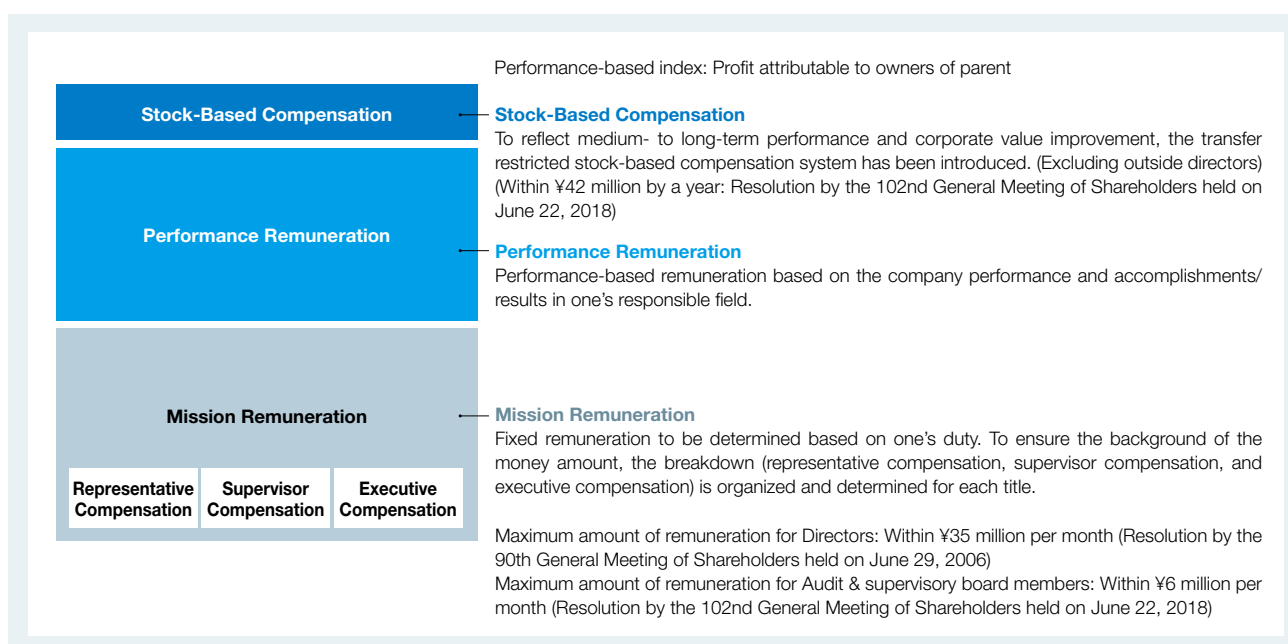 Performance-based index: Profit attributable to owners of parent
Stock-Based Compensation
Stock-Based Compensation
To reflect medium- to long-term performance and corporate value improvement, the transfer
restricted stock-based compensation system has been introduced. (Excluding outside directors)
(Within ¥42 million by a year: Resolution by the 102nd General Meeting of Shareholders held on
June 22, 2018)
Performance Remuneration
Performance Remuneration
Performance-based remuneration based on the company performance and accomplishments/
results in one’s responsible field.
Mission Remuneration
Representative
Compensation
Supervisor
Compensation
Executive
Compensation
Mission Remuneration
Fixed remuneration to be determined based on one’s duty. To ensure the background of the
money amount, the breakdown (representative compensation, supervisor compensation, and
executive compensation) is organized and determined for each title.
Maximum amount of remuneration for Directors: Within ¥35 million per month (Resolution by the
90th General Meeting of Shareholders held on June 29, 2006)
Maximum amount of remuneration for Audit & supervisory board members: Within ¥6 million per
month (Resolution by the 102nd General Meeting of Shareholders held on June 22, 2018)